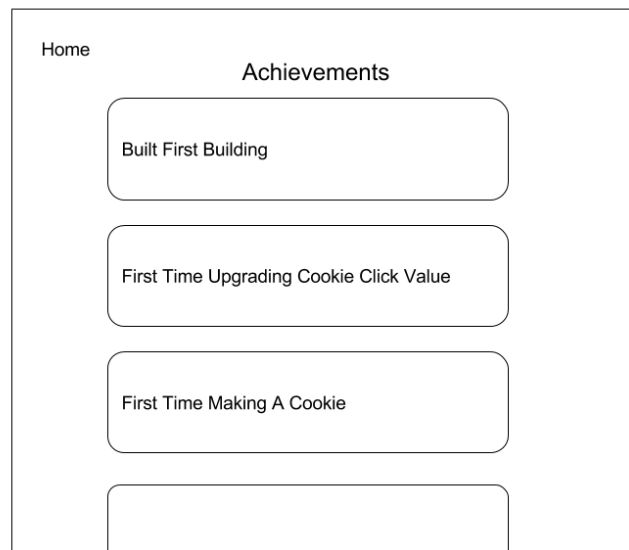 Home
Achievements
Built First Building
First Time Upgrading Cookie Click Value
First Time Making A Cookie